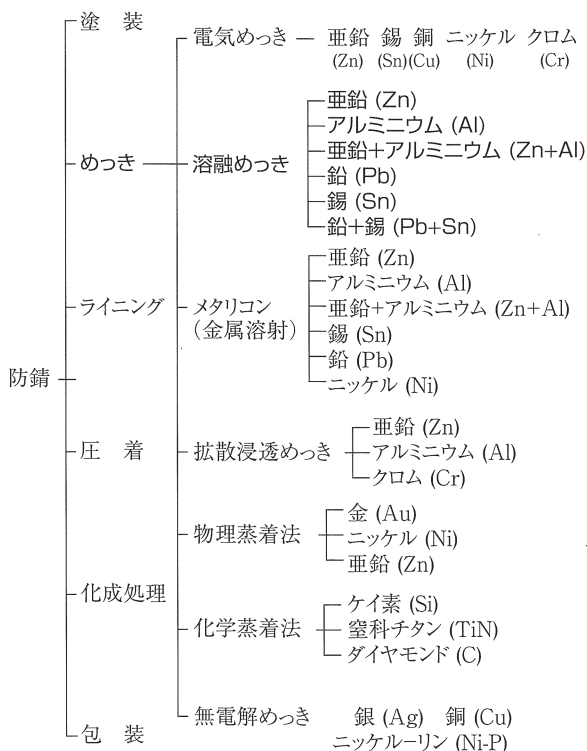 塗　装
電気めっき
亜鉛 錫 銅 ニッケル クロム
(Zn) (Sn)(Cu) (Ni) (Cr)
めっき
溶融めっき
亜鉛 (Zn)
アルミニウム (Al)
亜鉛+アルミニウム (Zn+Al)
鉛 (Pb)
錫 (Sn)
鉛+錫 (Pb+Sn)
ライニング
メタリコン
(金属溶射)
亜鉛 (Zn)
アルミニウム (Al)
亜鉛+アルミニウム (Zn+Al)
錫 (Sn)
鉛 (Pb)
ニッケル (Ni)
防錆
圧　着
拡散浸透めっき
亜鉛 (Zn)
アルミニウム (Al)
クロム (Cr)
物理蒸着法
金 (Au)
ニッケル (Ni)
亜鉛 (Zn)
化成処理
化学蒸着法
ケイ素 (Si)
窒科チタン (TiN)
ダイヤモンド (C)
包　装
無電解めっき
銀 (Ag)　銅 (Cu)
ニッケル−リン (Ni-P)